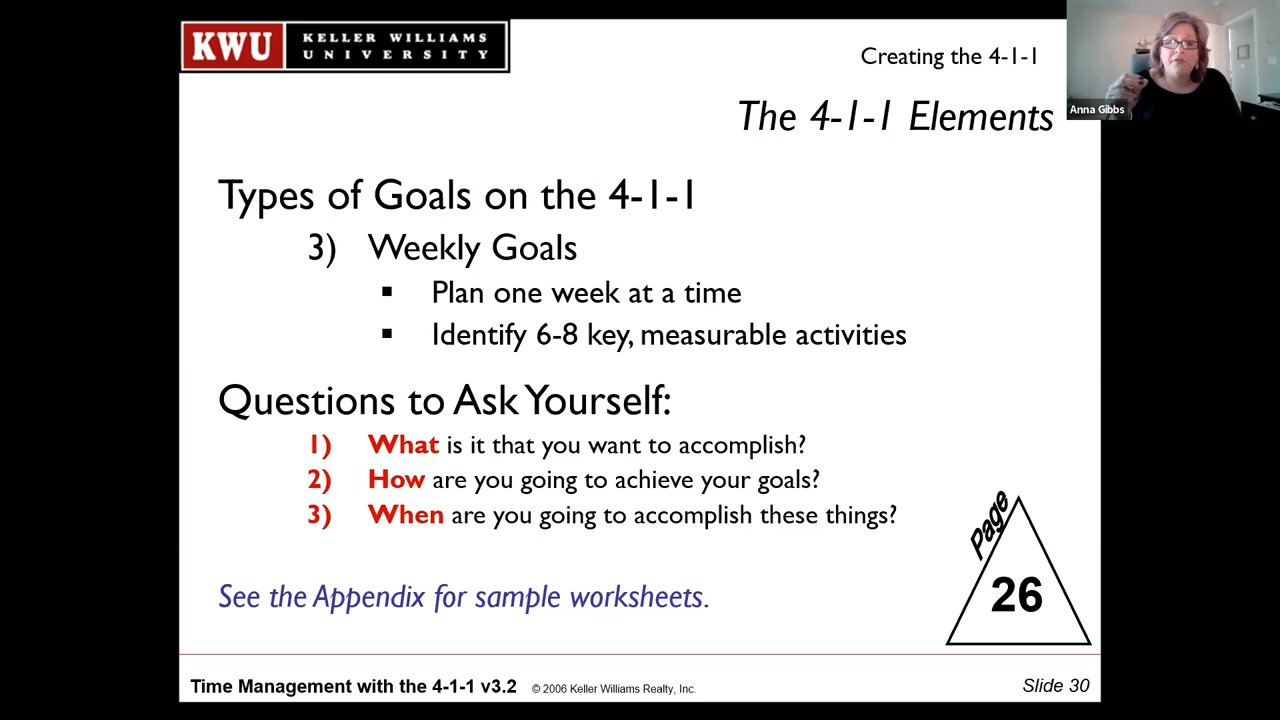 KWU
KELLER WILLIAMS
UNIVERSITY
Creating the 4-1-1
The 4-1-1 Elements
Anna Gibbs
Types of Goals on the 4-1-1
3) Weekly Goals
▪ Plan one week at a time
▪ Identify 6-8 key, measurable activities
Questions to Ask Yourself:
1) What is it that you want to accomplish?
2) How are you going to achieve your goals?
3) When are you going to accomplish these things?
Page
26
See the Appendix for sample worksheets.
Time Management with the 4-1-1 v3.2 © 2006 Keller Williams Realty, Inc.
Slide 30